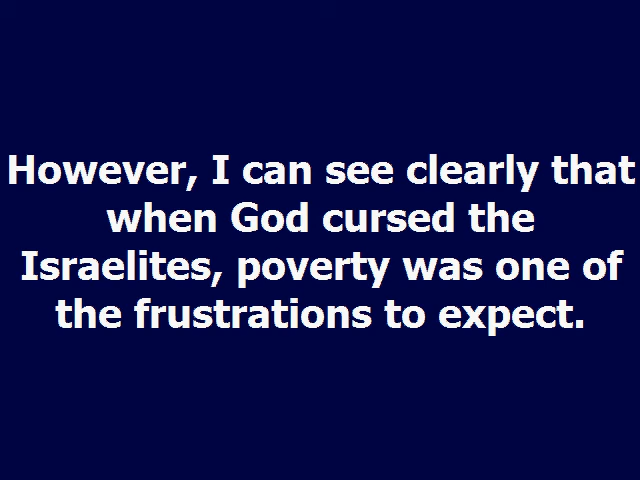 However, I can see clearly that
when God cursed the
Israelites, poverty was one of
the frustrations to expect.